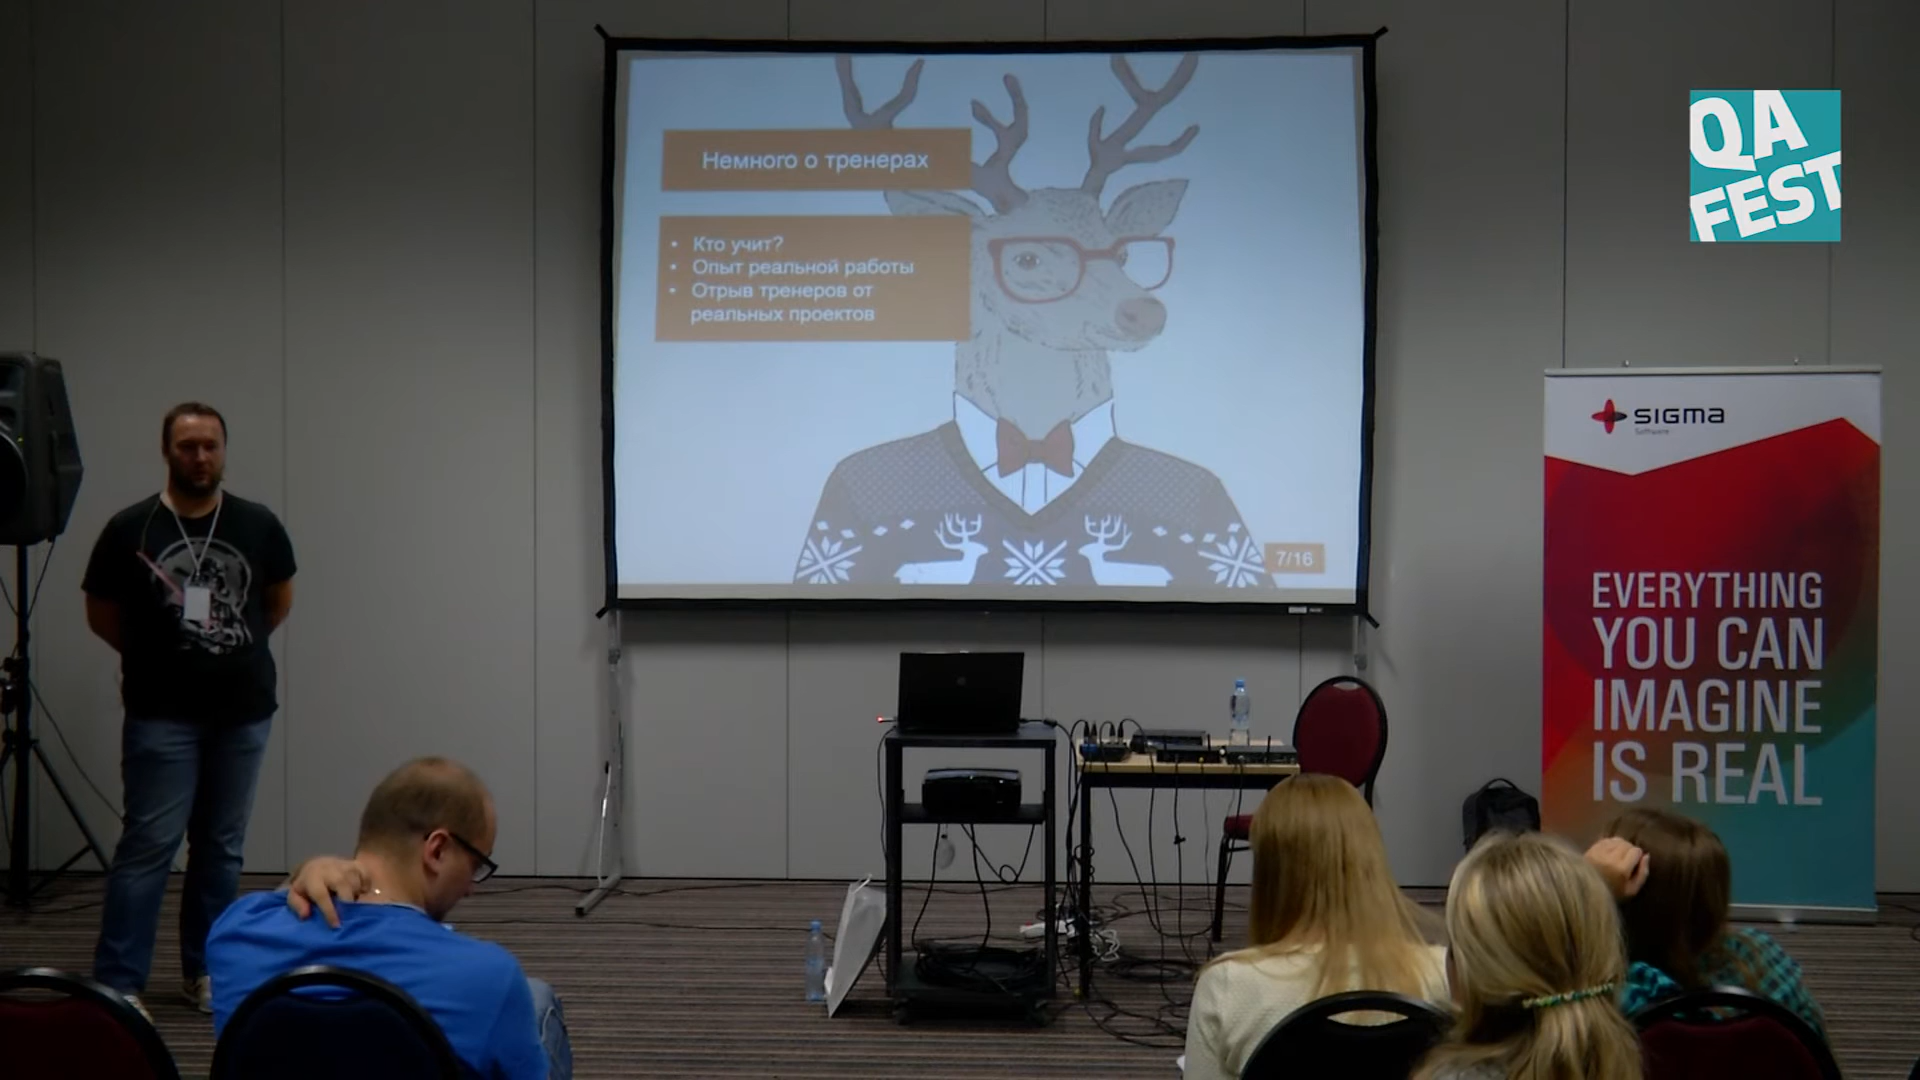 Немного о тренерах
• Кто учит?
• Опыт реальной работы
• Отрыв тренеров от
реальных проектов
7/16
QA
FEST
SIGMA
Software
EVERYTHING
YOU CAN
IMAGINE
IS REAL